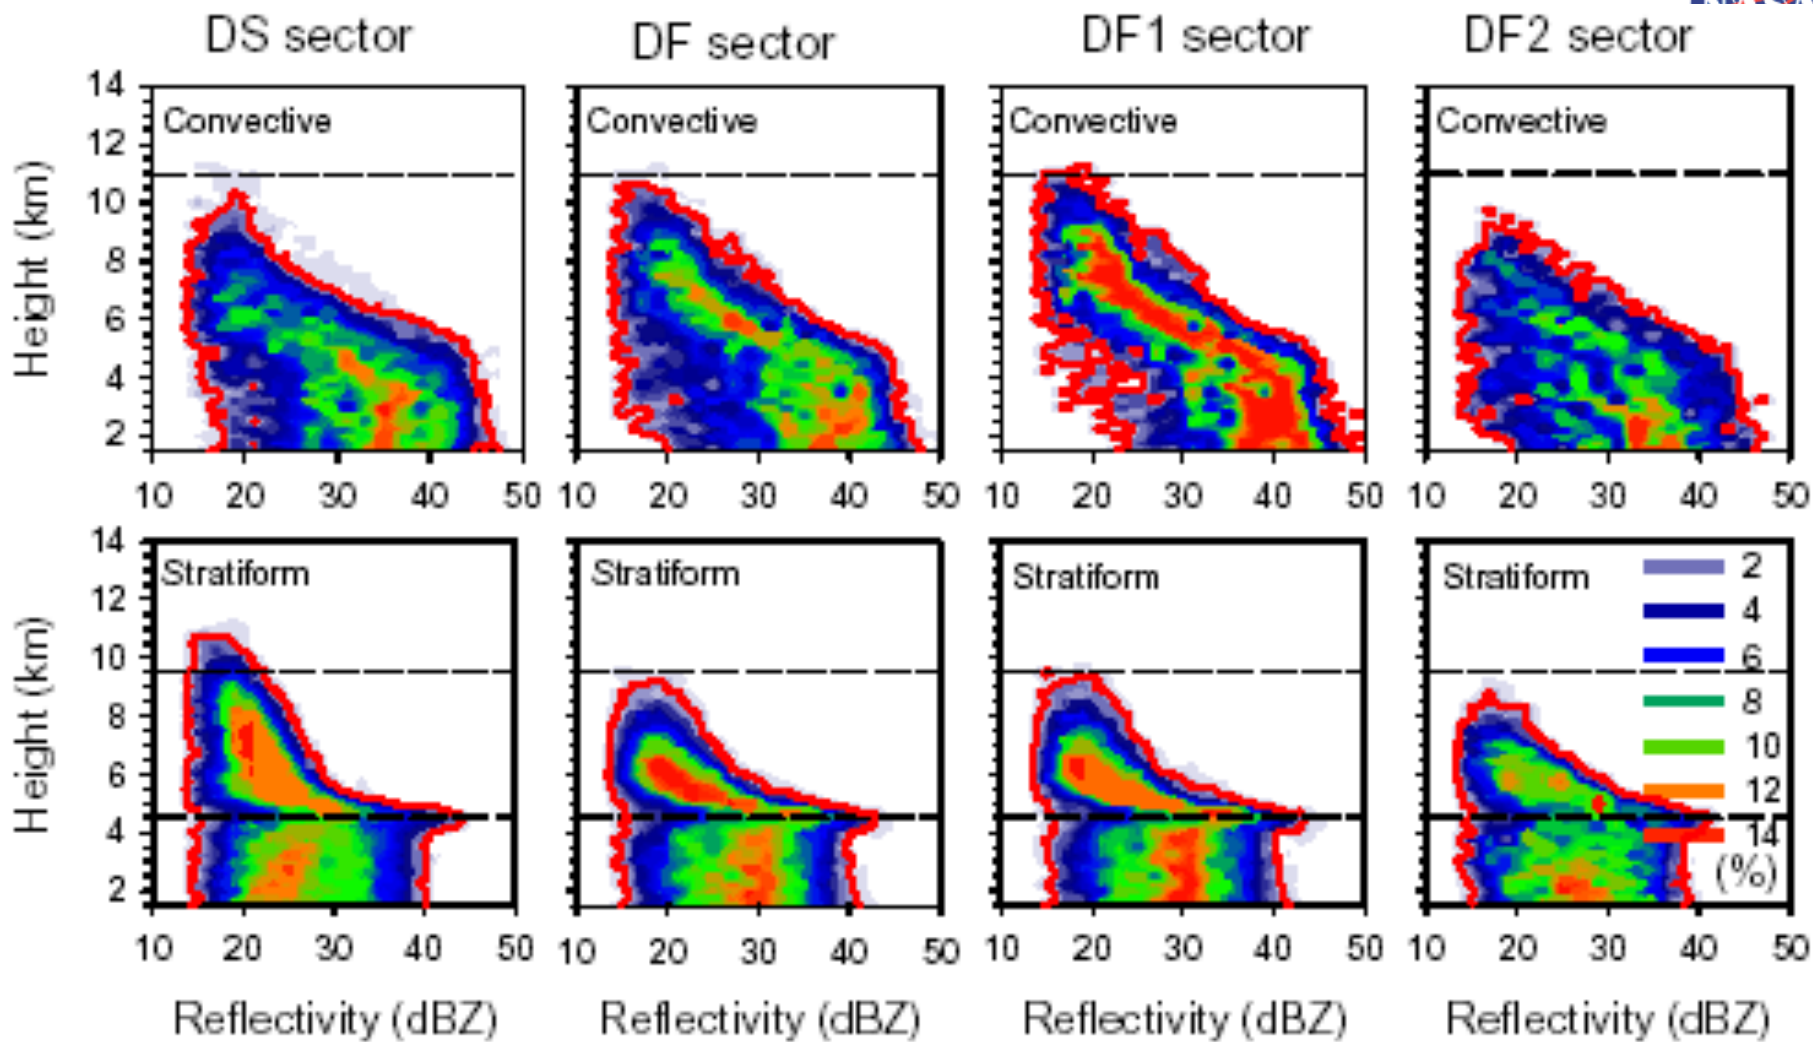 DS sector DF sector DF1 sector DF2 sector
14 Convective Convective Convective Convective
12
10
8
6
4
2
Height (km)
10 20 30 40 50 10 20 30 40 50 10 20 30 40 50 10 20 30 40 50
14 Stratiform Stratiform Stratiform Stratiform 2
12 4
10 6
8 8
10
6 12
4 14
(%)
2
Height (km)
10 20 30 40 50 10 20 30 40 50 10 20 30 40 50 10 20 30 40 50
Reflectivity (dBZ) Reflectivity (dBZ) Reflectivity (dBZ) Reflectivity (dBZ)